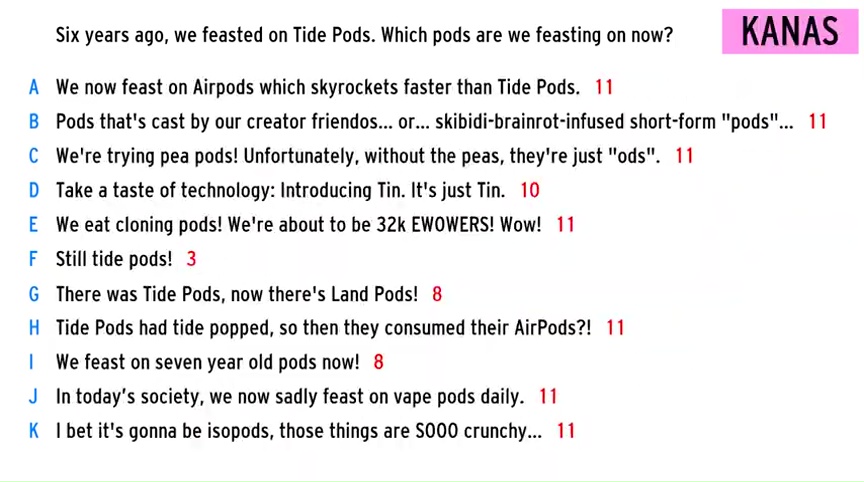 Six years ago, we feasted on Tide Pods. Which pods are we feasting on now?
KANAS
A We now feast on Airpods which skyrockets faster than Tide Pods. 11
B Pods that's cast by our creator friendos... or... skibidi-brainrot-infused short-form "pods"... 11
C We're trying pea pods! Unfortunately, without the peas, they're just "ods". 11
D Take a taste of technology: Introducing Tin. It's just Tin. 10
E We eat cloning pods! We're about to be 32k EWOWERS! Wow! 11
F Still tide pods! 3
G There was Tide Pods, now there's Land Pods! 8
H Tide Pods had tide popped, so then they consumed their AirPods?! 11
I We feast on seven year old pods now! 8
J In today's society, we now sadly feast on vape pods daily. 11
K I bet it's gonna be isopods, those things are SOOO crunchy... 11